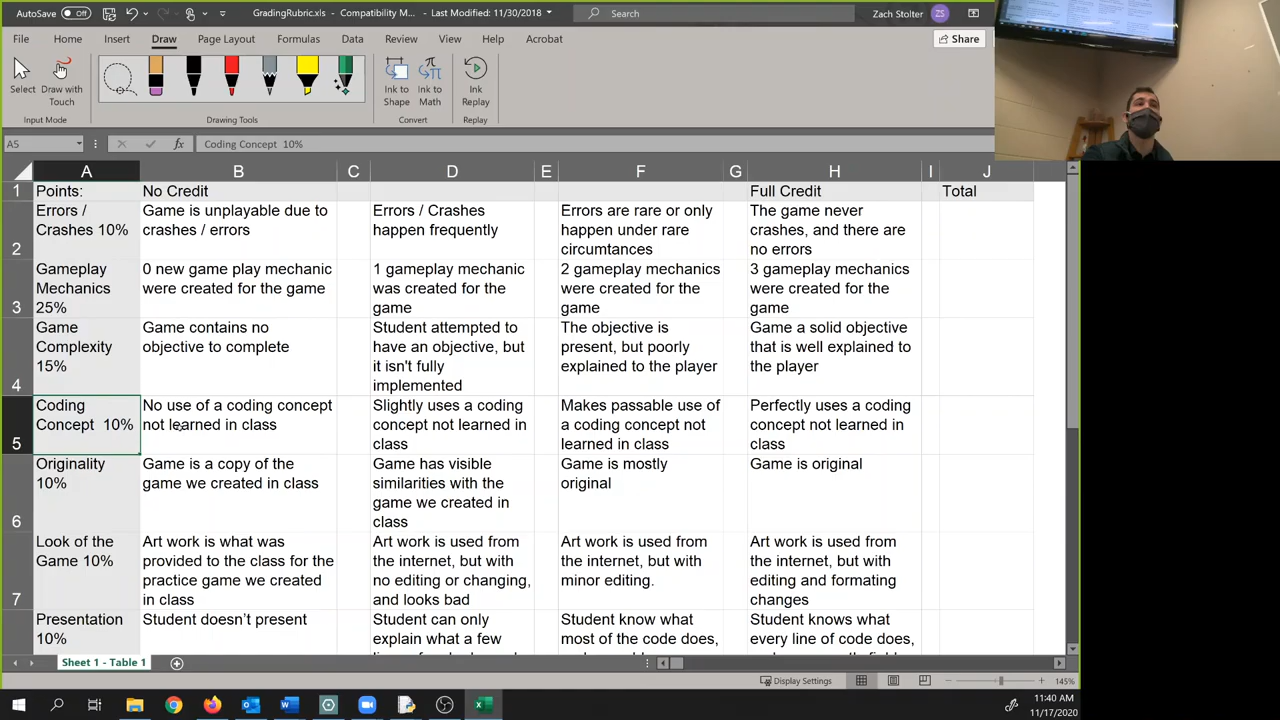 AutoSave Off GradingRubric.xls - Compatibility M... Last Modified: 11/30/2018 Search Zach Stolter ZS
File Home Insert Draw Page Layout Formulas Data Review View Help Acrobat Share
Select
Draw with Touch
Ink to Shape
Ink to Math
Ink Replay
Input Mode Drawing Tools Convert Replay
A5 fx Coding Concept 10%
A B C D E F G H I J
1 Points: No Credit Full Credit Total
2
Errors / Crashes 10%
Game is unplayable due to crashes / errors
Errors / Crashes happen frequently
Errors are rare or only happen under rare circumtances
The game never crashes, and there are no errors
3
Gameplay Mechanics 25%
0 new game play mechanic were created for the game
1 gameplay mechanic was created for the game
2 gameplay mechanics were created for the game
3 gameplay mechanics were created for the game
4
Game Complexity 15%
Game contains no objective to complete
Student attempted to have an objective, but it isn't fully implemented
The objective is present, but poorly explained to the player
Game a solid objective that is well explained to the player
5
Coding Concept 10%
No use of a coding concept not learned in class
Slightly uses a coding concept not learned in class
Makes passable use of a coding concept not learned in class
Perfectly uses a coding concept not learned in class
6
Originality 10%
Game is a copy of the game we created in class
Game has visible similarities with the game we created in class
Game is mostly original
Game is original
7
Look of the Game 10%
Art work is what was provided to the class for the practice game we created in class
Art work is used from the internet, but with no editing or changing, and looks bad
Art work is used from the internet, but with minor editing.
Art work is used from the internet, but with editing and formating changes
Presentation 10%
Student doesn't present
Student can only explain what a few
Student know what most of the code does,
Student knows what every line of code does,
Sheet 1 - Table 1
Display Settings 145%
11:40 AM
11/17/2020